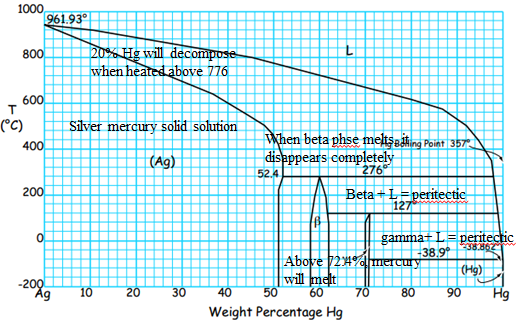 1000
961.93°
800
20% Hg will decompose
when heated above 776
L
600
T
(°C)
Silver mercury solid solution
When beta phse melts it
Hg Boiling Point 357°
400
(Ag)
disappears completely
52.4
276°
200
Beta + L = peritectic
127°
β
0
gamma+ L = peritectic
-38.862°
-38.9°
Above 72.4%, mercury
will melt
(Hg)
-200
Ag 10 20 30 40 50 60 70 80 90 Hg
Weight Percentage Hg